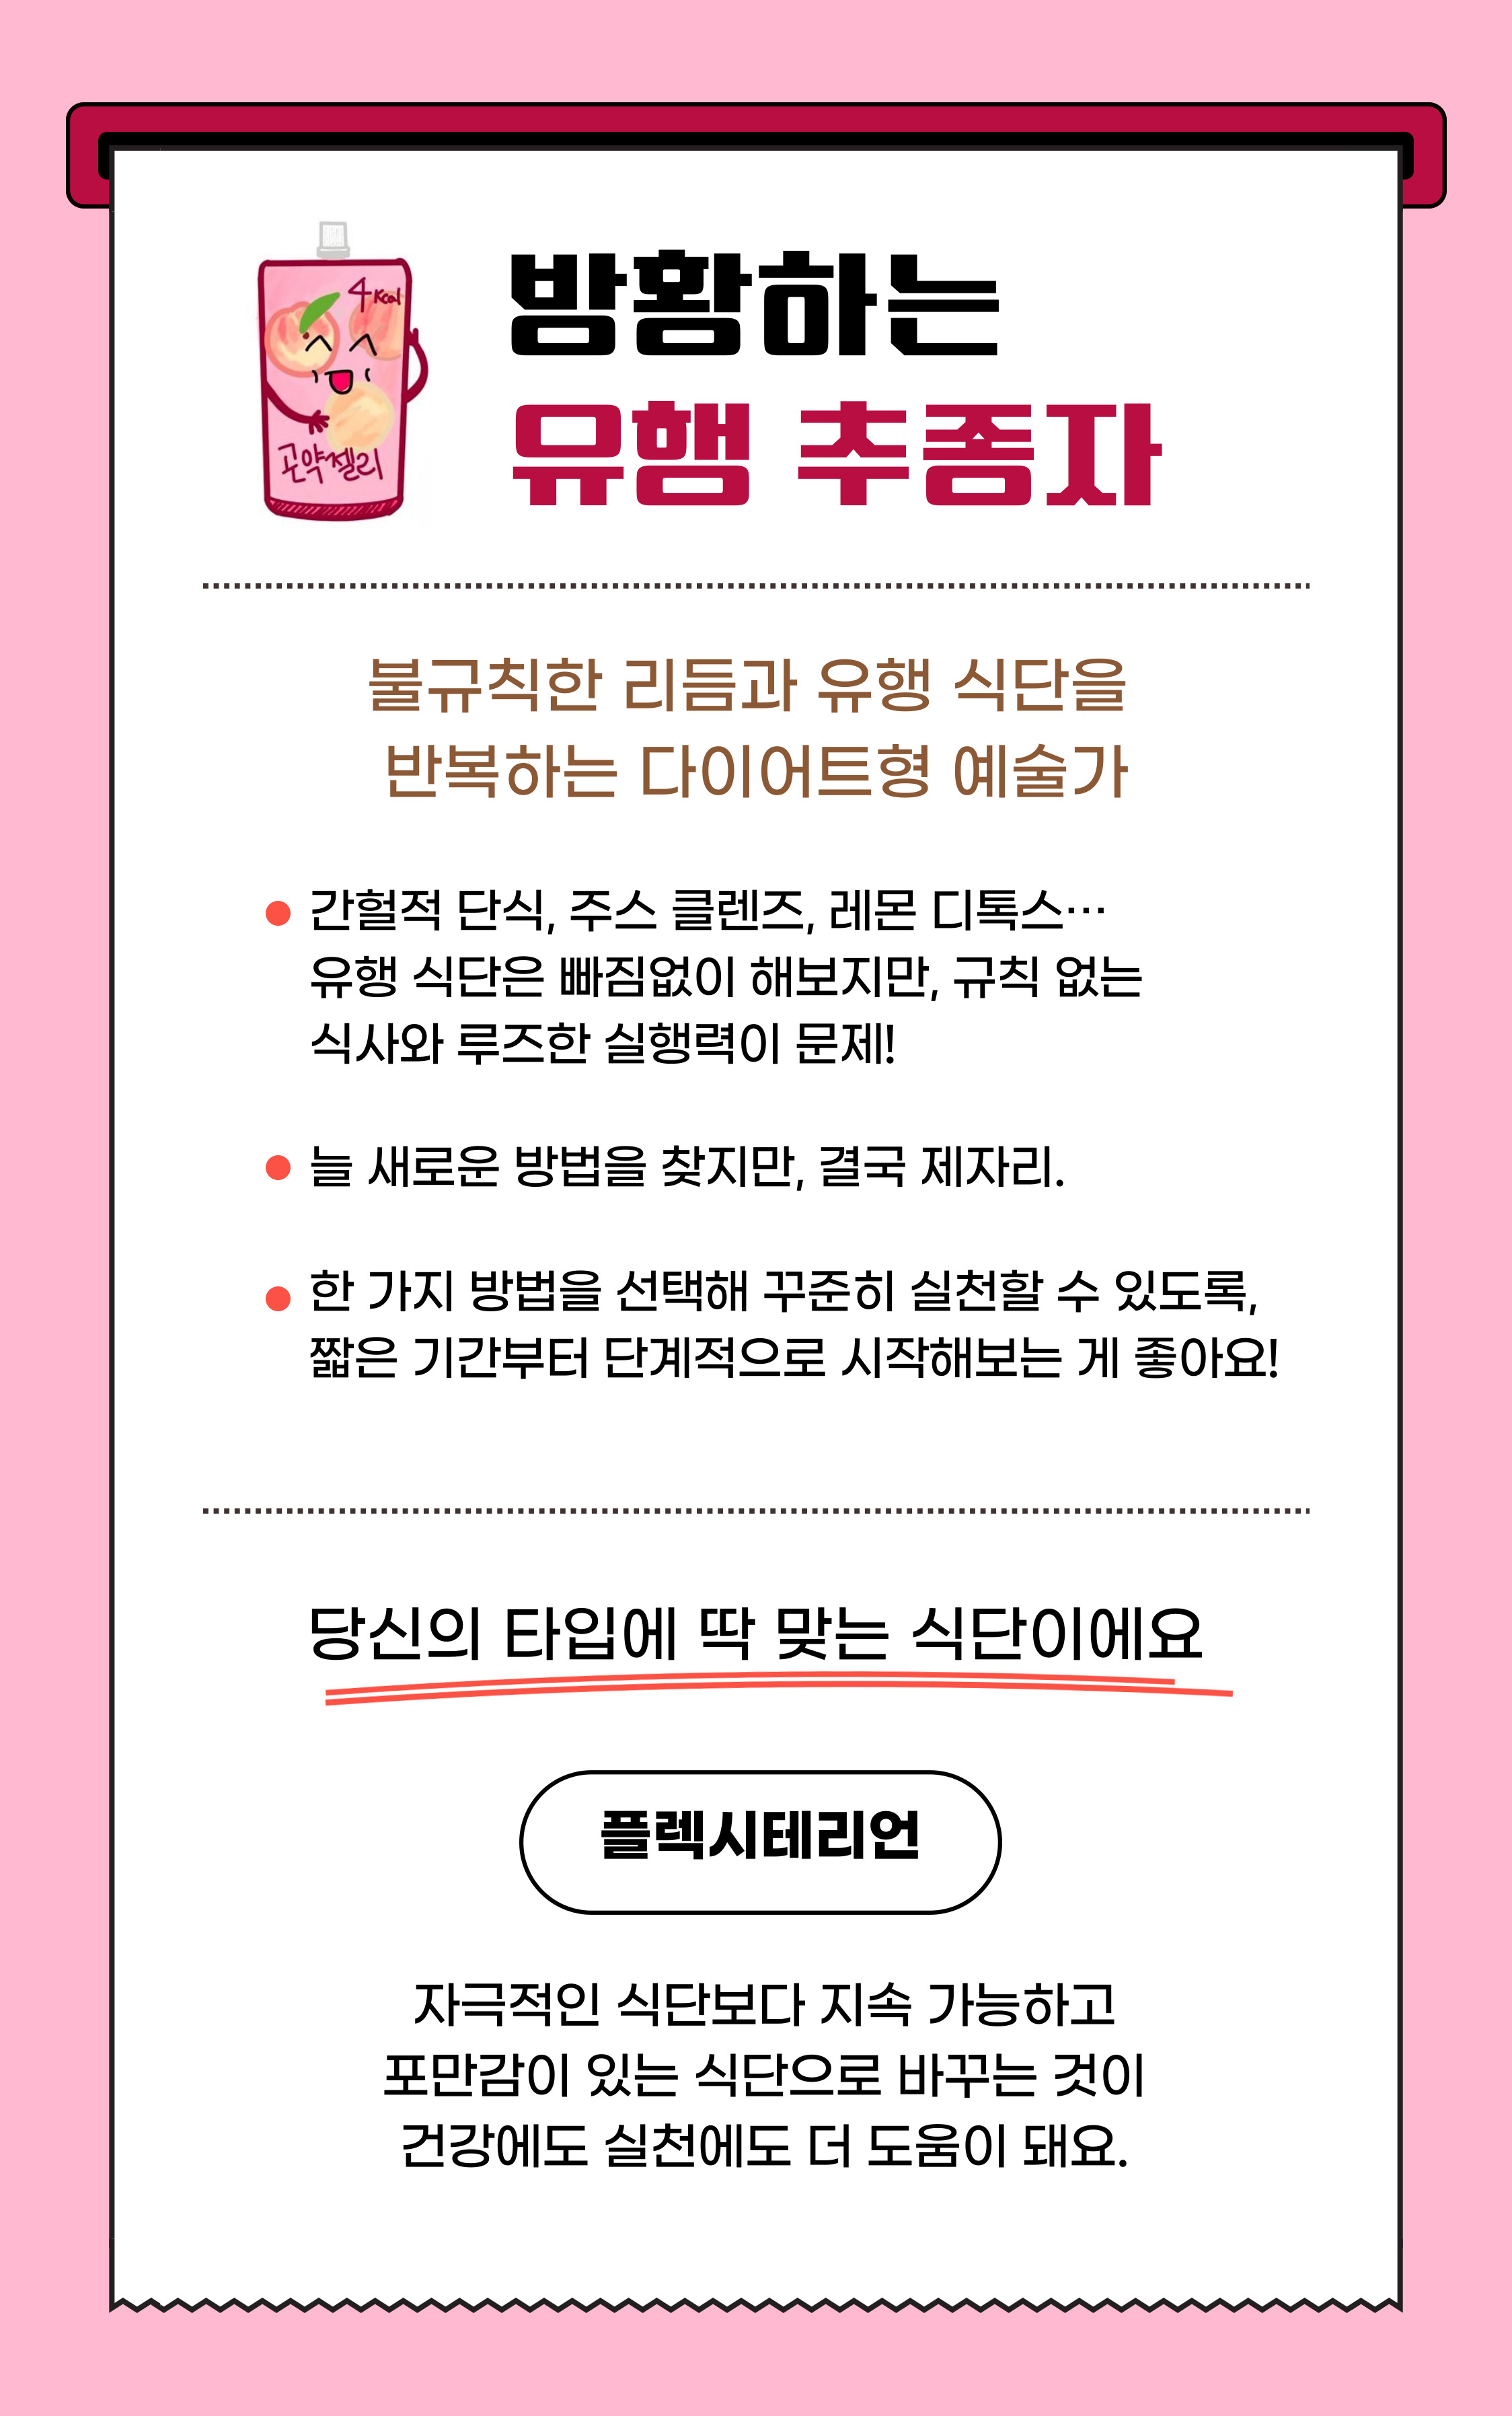 4 Kcal
곤약젤리
방황하는
유행 추종자
불규칙한 리듬과 유행 식단을
반복하는 다이어트형 예술가
간헐적 단식, 주스 클렌즈, 레몬 디톡스…
유행 식단은 빠짐없이 해보지만, 규칙 없는
식사와 루즈한 실행력이 문제!
늘 새로운 방법을 찾지만, 결국 제자리.
한 가지 방법을 선택해 꾸준히 실천할 수 있도록,
짧은 기간부터 단계적으로 시작해보는 게 좋아요!
당신의 타입에 딱 맞는 식단이에요
플렉시테리언
자극적인 식단보다 지속 가능하고
포만감이 있는 식단으로 바꾸는 것이
건강에도 실천에도 더 도움이 돼요.